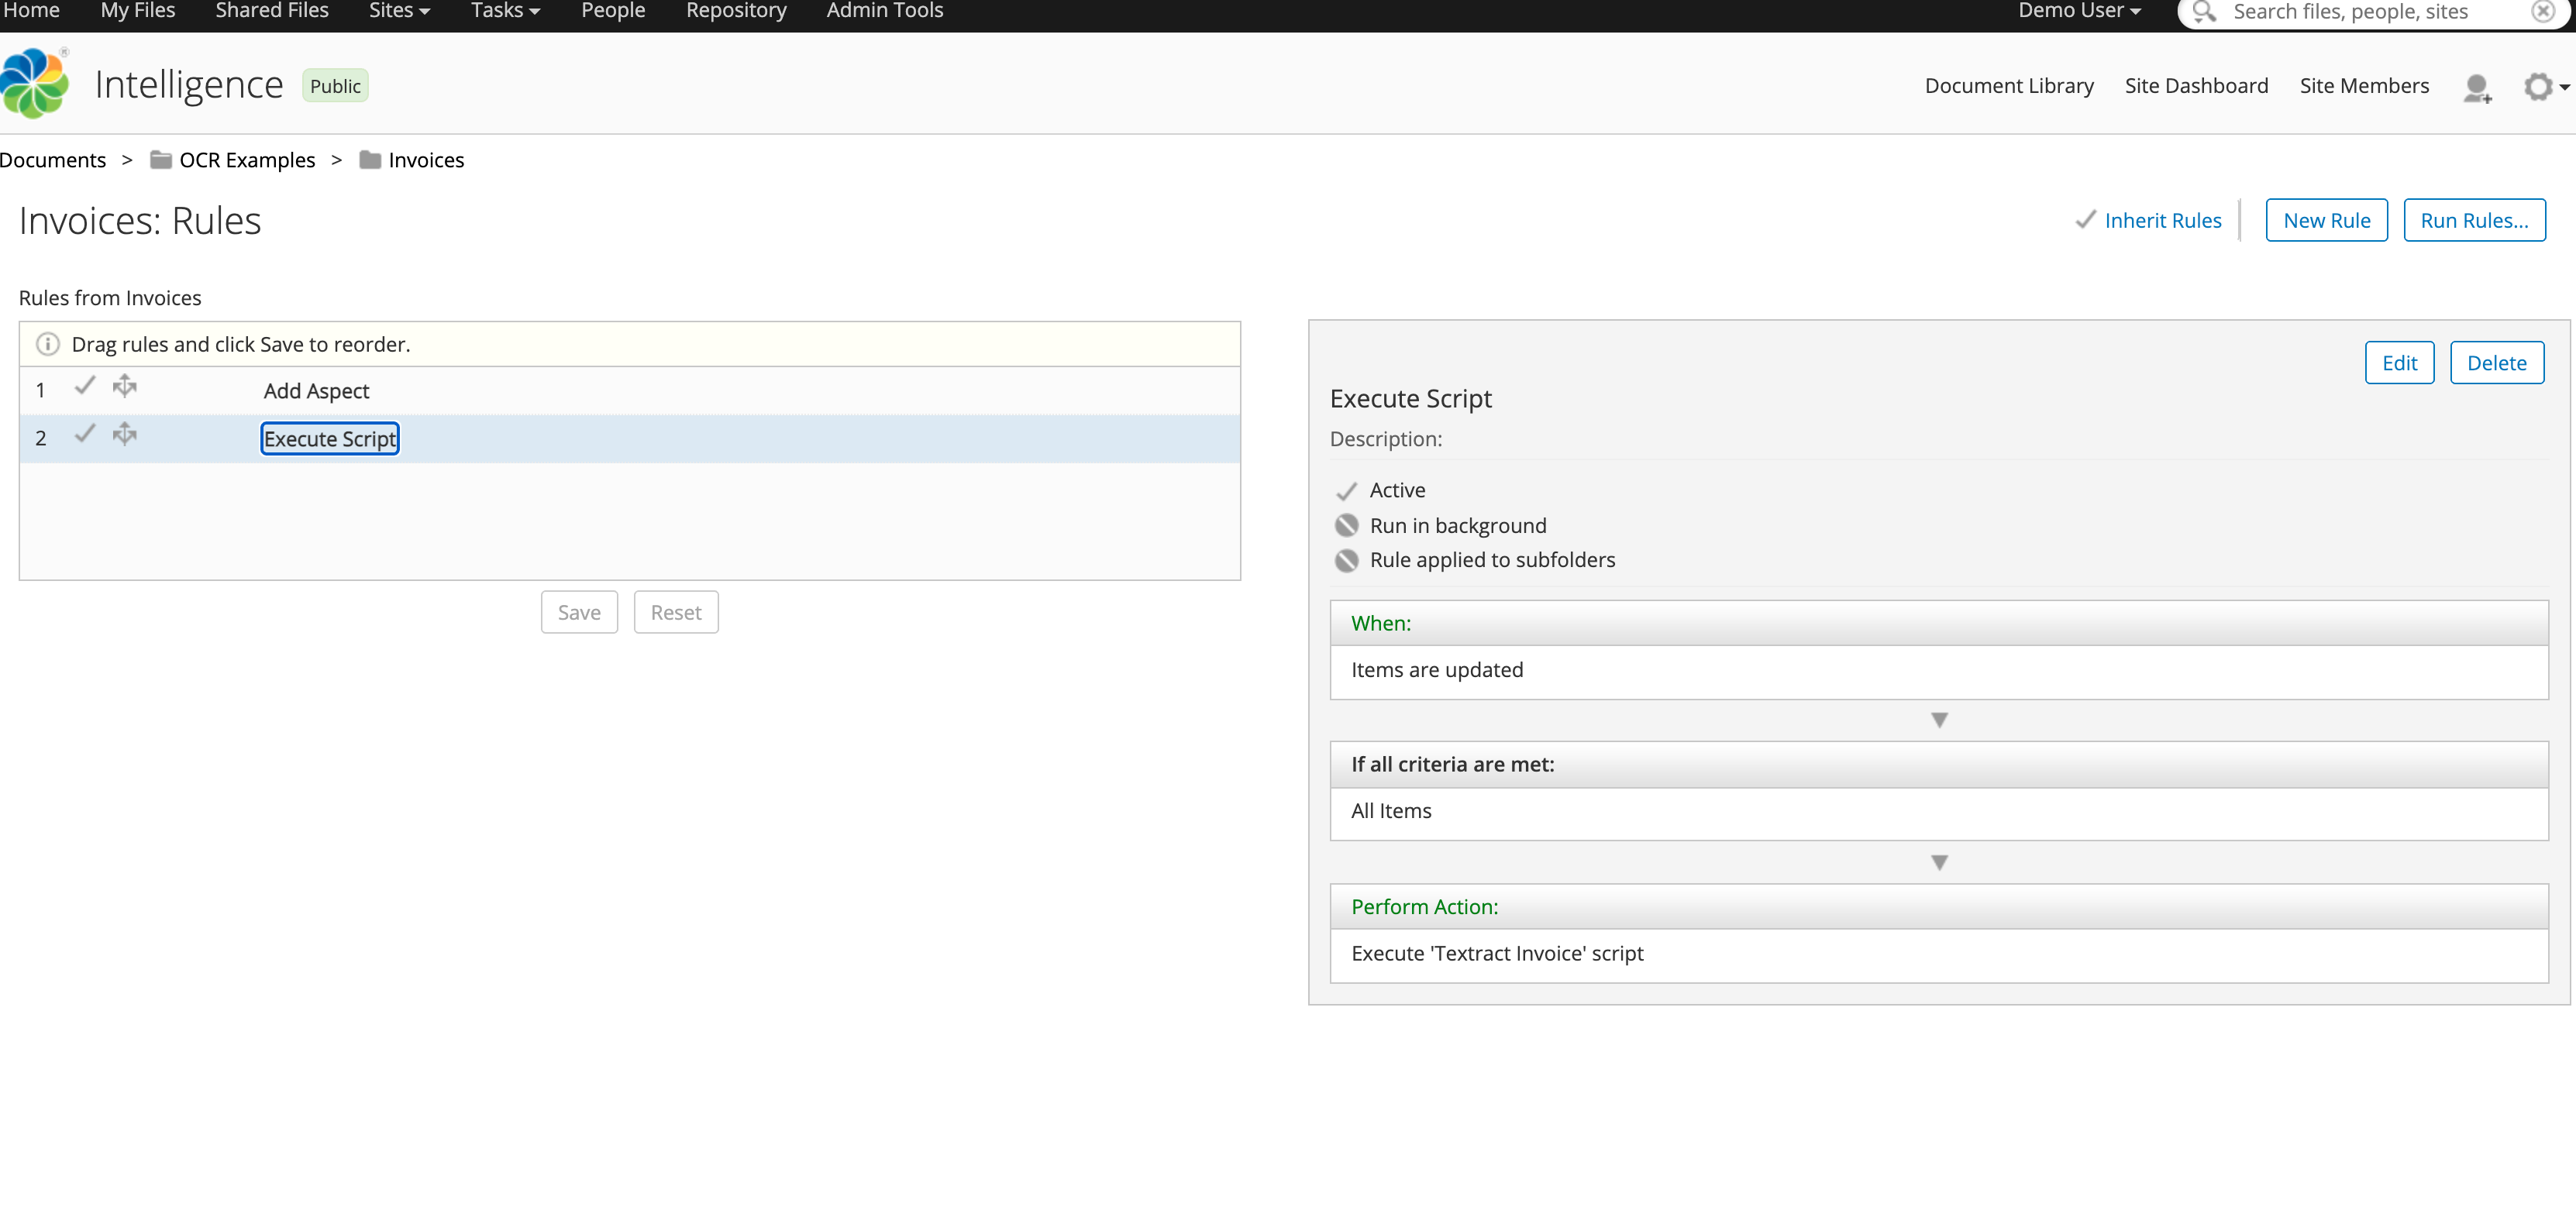 Home My Files Shared Files Sites Tasks People Repository Admin Tools Demo User Search files, people, sites
Intelligence Public Document Library Site Dashboard Site Members
®
Documents > OCR Examples > Invoices
Invoices: Rules Inherit Rules New Rule Run Rules...
Rules from Invoices
Drag rules and click Save to reorder.
1 Add Aspect
2 Execute Script
Save Reset
Edit Delete
Execute Script
Description:
Active
Run in background
Rule applied to subfolders
When:
Items are updated
If all criteria are met:
All Items
Perform Action:
Execute 'Textract Invoice' script